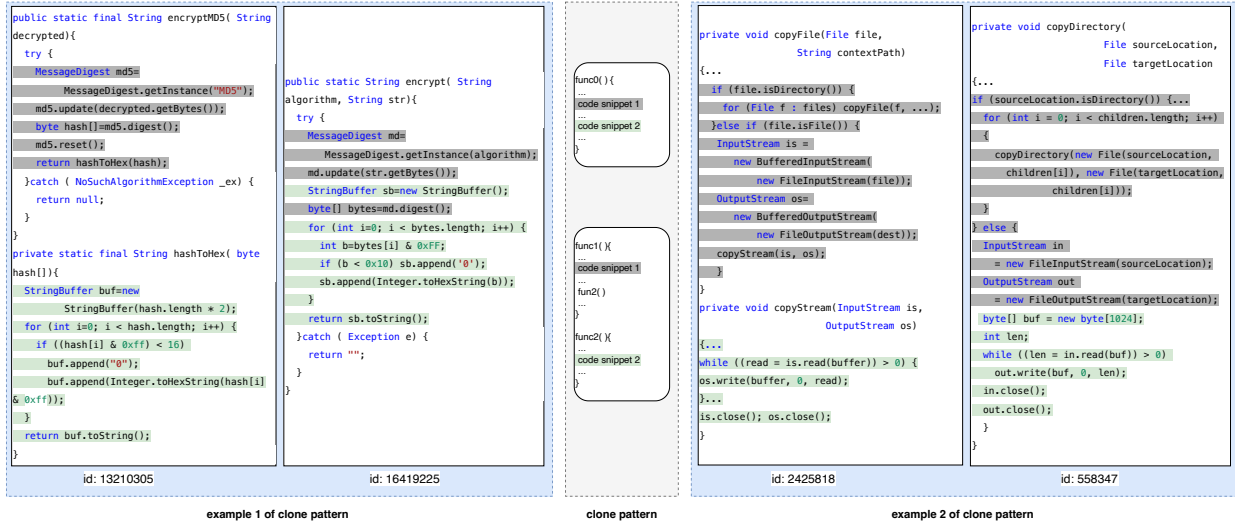 public static final String encryptMD5( String
decrypted){
try {
MessageDigest md5=
MessageDigest.getInstance("MD5");
md5.update(decrypted.getBytes());
byte hash[]=md5.digest();
md5.reset();
return hashToHex(hash);
}catch ( NoSuchAlgorithmException _ex) {
return null;
}
}
private static final String hashToHex( byte
hash[]){
StringBuffer buf=new
StringBuffer(hash.length * 2);
for (int i=0; i < hash.length; i++) {
if ((hash[i] & 0xff) < 16)
buf.append("0");
buf.append(Integer.toHexString(hash[i]
& 0xff));
}
return buf.toString();
}
id: 13210305
public static String encrypt( String
algorithm, String str){
try {
MessageDigest md=
MessageDigest.getInstance(algorithm);
md.update(str.getBytes());
StringBuffer sb=new StringBuffer();
byte[] bytes=md.digest();
for (int i=0; i < bytes.length; i++) {
int b=bytes[i] & 0xFF;
if (b < 0x10) sb.append('0');
sb.append(Integer.toHexString(b));
}
return sb.toString();
}catch ( Exception e) {
return "";
}
}
id: 16419225
example 1 of clone pattern
func0( ) {
...
code snippet 1
...
code snippet 2
...
}
func1( ){
...
code snippet 1
...
fun2( )
...
}
func2( ){
...
code snippet 2
...
}
clone pattern
private void copyFile(File file,
String contextPath)
{...
if (file.isDirectory()) {
for (File f : files) copyFile(f, ...);
}else if (file.isFile()) {
InputStream is =
new BufferedInputStream(
new FileInputStream(file));
OutputStream os=
new BufferedOutputStream(
new FileOutputStream(dest));
copyStream(is, os);
}
}
private void copyStream(InputStream is,
OutputStream os)
{...
while ((read = is.read(buffer)) > 0) {
os.write(buffer, 0, read);
}...
is.close(); os.close();
}
id: 2425818
private void copyDirectory(
File sourceLocation,
File targetLocation
{...
if (sourceLocation.isDirectory()) {...
for (int i = 0; i < children.length; i++)
{
copyDirectory(new File(sourceLocation,
children[i]), new File(targetLocation,
children[i]));
}
} else {
InputStream in
= new FileInputStream(sourceLocation);
OutputStream out
= new FileOutputStream(targetLocation);
byte[] buf = new byte[1024];
int len;
while ((len = in.read(buf)) > 0)
out.write(buf, 0, len);
in.close();
out.close();
}
}
id: 558347
example 2 of clone pattern